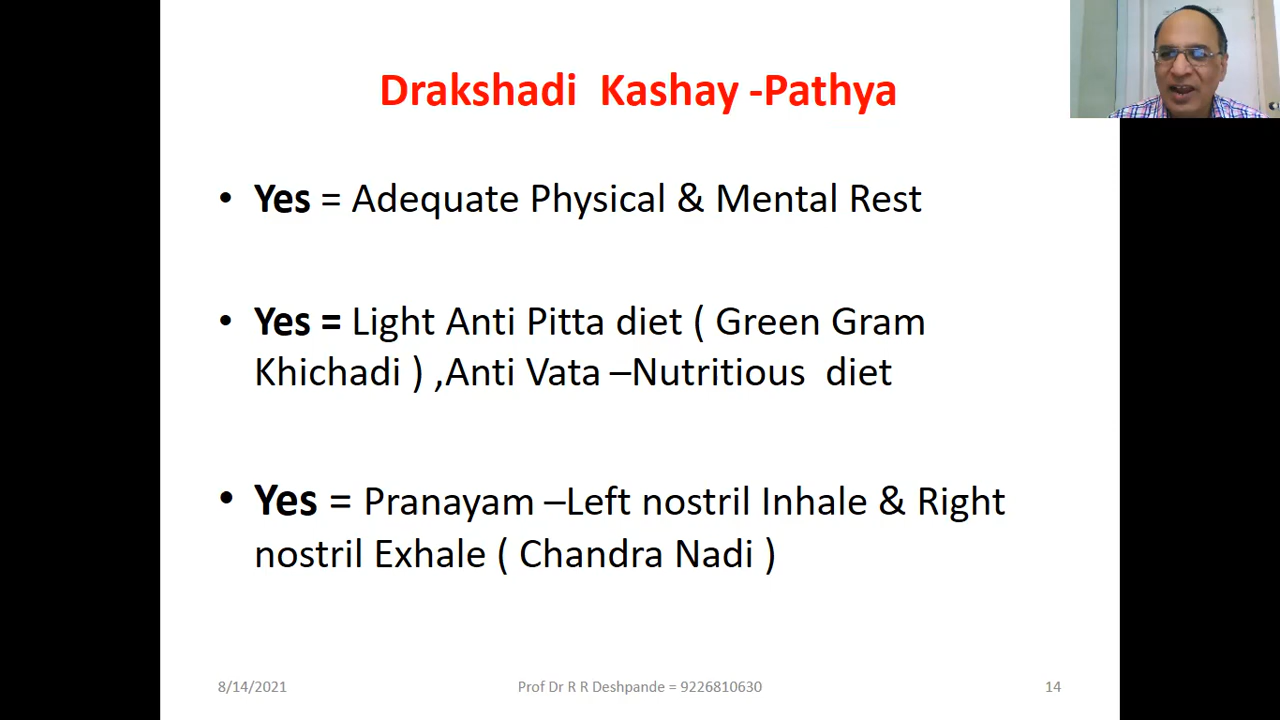 Drakshadi  Kashay -Pathya
• Yes = Adequate Physical & Mental Rest
• Yes = Light Anti Pitta diet ( Green Gram
Khichadi ) ,Anti Vata –Nutritious  diet
• Yes = Pranayam –Left nostril Inhale & Right
nostril Exhale ( Chandra Nadi )
8/14/2021 Prof Dr R R Deshpande = 9226810630 14